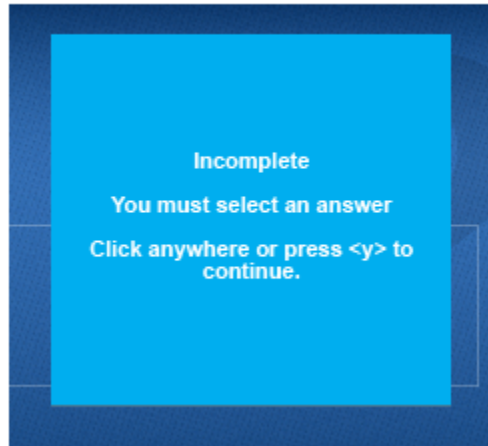 Incomplete
You must select an answer
Click anywhere or press <y> to
continue.